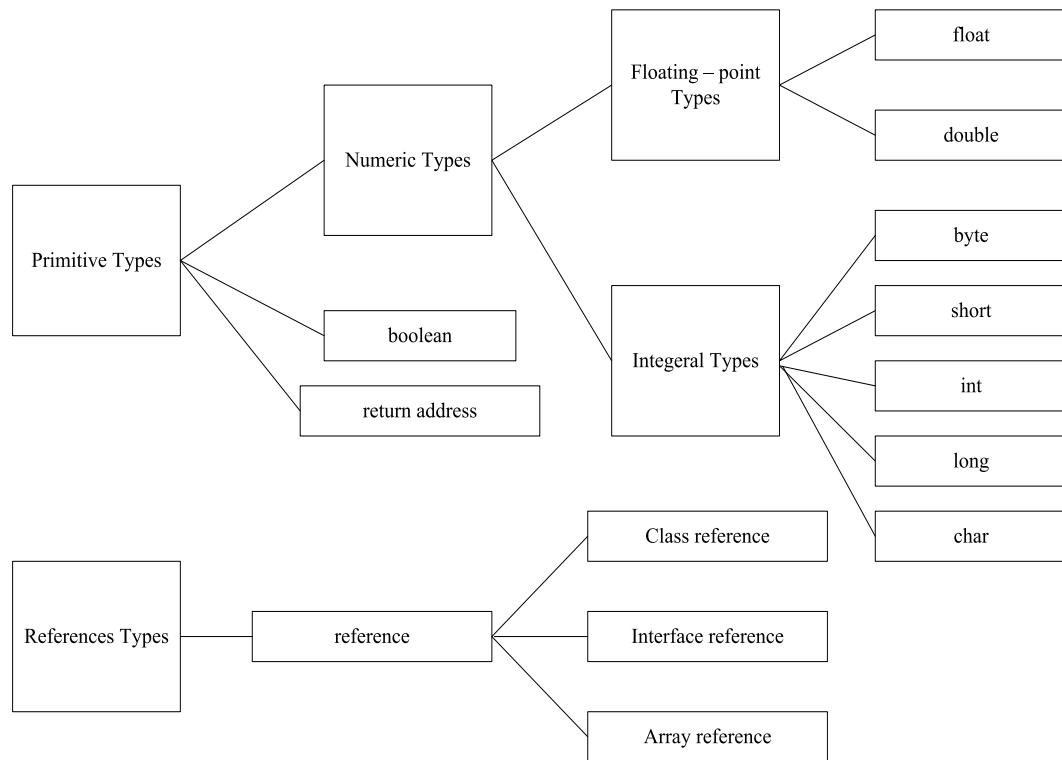 Primitive Types
Numeric Types
boolean
return address
Floating – point
Types
Integeral Types
float
double
byte
short
int
long
char
References Types
reference
Class reference
Interface reference
Array reference